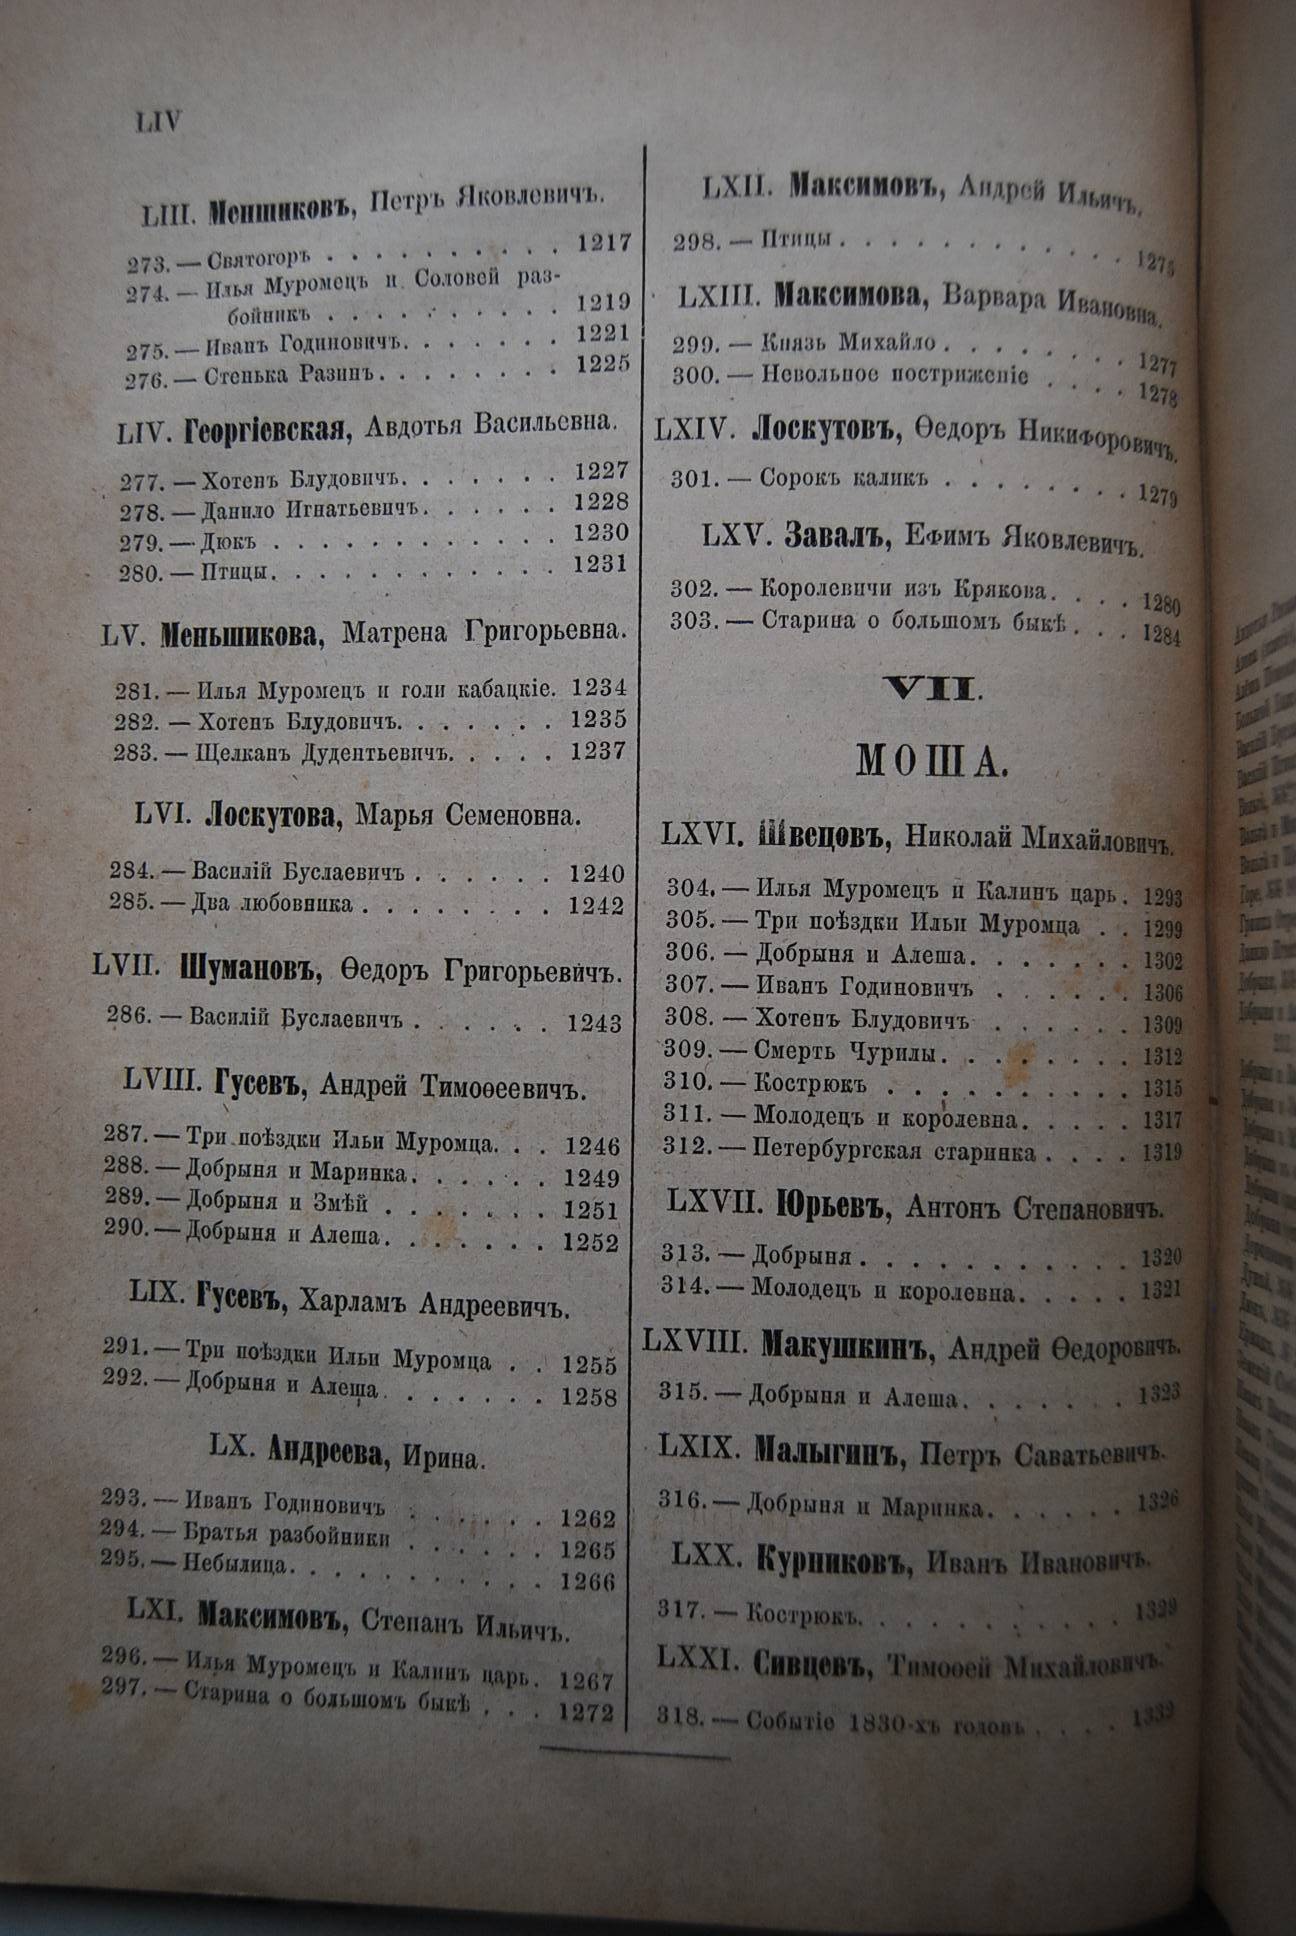 LIV
LIII. Меншиковъ, Петръ Яковлевичъ.
273. — Святогоръ . . . . . . . . . 1217
274. — Илья Муромецъ и Соловей раз-
бойникъ . . . . . . . . . 1219
275. — Иванъ Годиновичъ. . . . . . . 1221
276. — Стенька Разинъ. . . . . . . . 1225
LIV. Георгіевская, Авдотья Васильевна.
277. — Хотенъ Блудовичъ. . . . . . . 1227
278. — Данило Игнатьевичъ. . . . . . 1228
279. — Дюкъ . . . . . . . . . . . . 1230
280. — Птицы. . . . . . . . . . . . 1231
LV. Меньшикова, Матрена Григорьевна.
281. — Илья Муромецъ и голи кабацкіе. 1234
282. — Хотенъ Блудовичъ. . . . . . . 1235
283. — Щелканъ Дудентьевичъ. . . . . 1237
LVI. Лоскутова, Марья Семеновна.
284. — Василій Буслаевичъ . . . . . . 1240
285. — Два любовника . . . . . . . . 1242
LVII. Шумановъ, Ѳедоръ Григорьевичъ.
286. — Василій Буслаевичъ . . . . . . 1243
LVIII. Гусевъ, Андрей Тимоѳеевичъ.
287. — Три поѣздки Ильи Муромца. . . 1246
288. — Добрыня и Маринка. . . . . . 1249
289. — Добрыня и Змѣй . . . . . . . 1251
290. — Добрыня и Алеша. . . . . . . 1252
LIX. Гусевъ, Харламъ Андреевичъ.
291. — Три поѣздки Ильи Муромца . . 1255
292. — Добрыня и Алеша. . . . . . . 1258
LX. Андреева, Ирина.
293. — Иванъ Годиновичъ . . . . . . 1262
294. — Братья разбойники . . . . . . 1265
295. — Небылица. . . . . . . . . . . 1266
LXI. Максимовъ, Степанъ Ильичъ.
296. — Илья Муромецъ и Калинъ царь. 1267
297. — Старина о большомъ быкѣ . . . 1272
LXII. Максимовъ, Андрей Ильичъ.
298. — Птицы . . . . . . . . . . . . . 1275
LXIII. Максимова, Варвара Ивановна.
299. — Князь Михайло . . . . . . . . 1277
300. — Невольное постриженіе . . . . 1278
LXIV. Лоскутовъ, Ѳедоръ Никифоровичъ.
301. — Сорокъ каликъ . . . . . . . . 1279
LXV. Завалъ, Ефимъ Яковлевичъ.
302. — Королевичи изъ Крякова. . . . 1280
303. — Старина о большомъ быкѣ . . . 1284
VII.
МОША.
LXVI. Швецовъ, Николай Михайловичъ.
304. — Илья Муромецъ и Калинъ царь . 1293
305. — Три поѣздки Ильи Муромца . . 1299
306. — Добрыня и Алеша. . . . . . . 1302
307. — Иванъ Годиновичъ . . . . . . 1306
308. — Хотенъ Блудовичъ . . . . . . 1309
309. — Смерть Чурилы. . . . . . . . 1312
310. — Кострюкъ . . . . . . . . . . 1315
311. — Молодецъ и королевна. . . . . 1317
312. — Петербургская старинка . . . . 1319
LXVII. Юрьевъ, Антонъ Степановичъ.
313. — Добрыня . . . . . . . . . . . 1320
314. — Молодецъ и королевна. . . . . 1321
LXVIII. Макушкинъ, Андрей Ѳедоровичъ.
315. — Добрыня и Алеша. . . . . . . 1323
LXIX. Малыгинъ, Петръ Саватьевичъ.
316. — Добрыня и Маринка. . . . . . 1326
LXX. Курниковъ, Иванъ Ивановичъ.
317. — Кострюкъ. . . . . . . . . . . 1329
LXXI. Сивцевъ, Тимоѳей Михайловичъ.
318. — Событіе 1830-хъ годовъ . . . . 1332